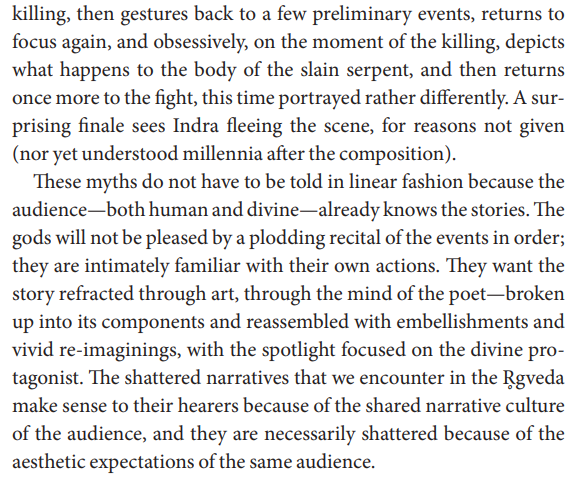 killing, then gestures back to a few preliminary events, returns to
focus again, and obsessively, on the moment of the killing, depicts
what happens to the body of the slain serpent, and then returns
once more to the fight, this time portrayed rather differently. A sur-
prising finale sees Indra fleeing the scene, for reasons not given
(nor yet understood millennia after the composition).
These myths do not have to be told in linear fashion because the
audience—both human and divine—already knows the stories. The
gods will not be pleased by a plodding recital of the events in order;
they are intimately familiar with their own actions. They want the
story refracted through art, through the mind of the poet—broken
up into its components and reassembled with embellishments and
vivid re-imaginings, with the spotlight focused on the divine pro-
tagonist. The shattered narratives that we encounter in the R̥gveda
make sense to their hearers because of the shared narrative culture
of the audience, and they are necessarily shattered because of the
aesthetic expectations of the same audience.